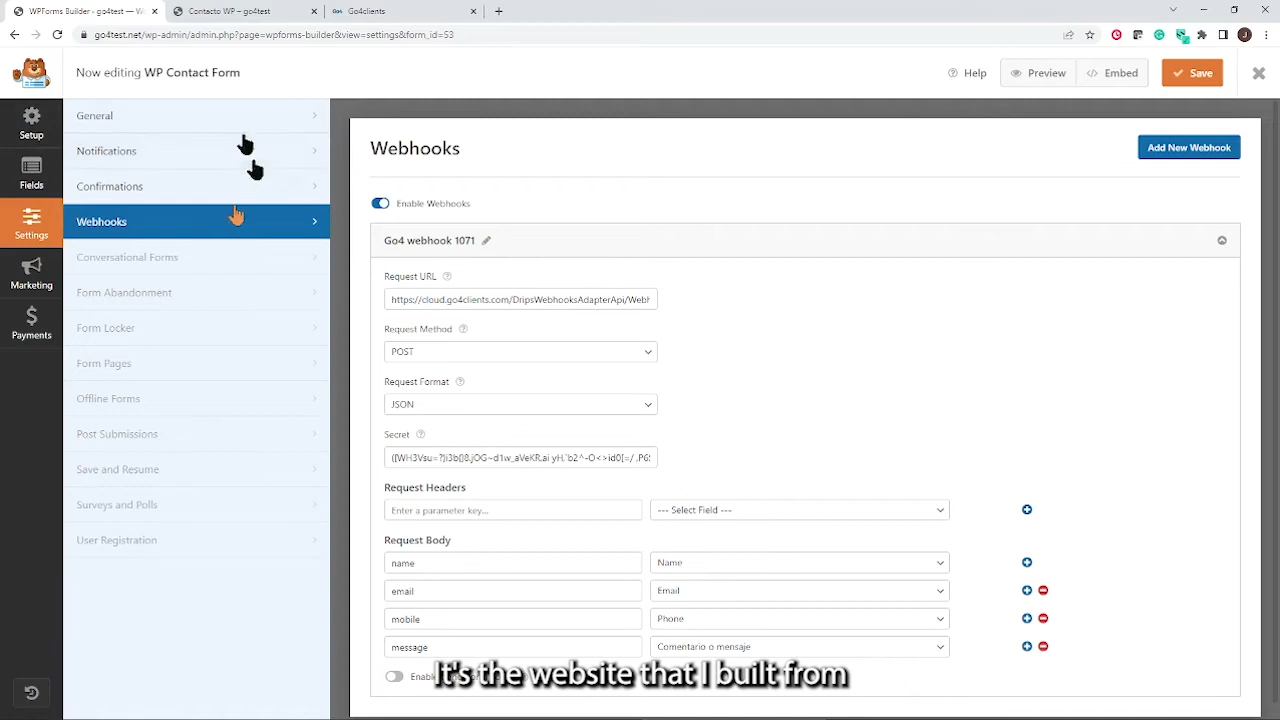 WPForms Builder - go4test — W
Contacto WP – go4test
Go4clients
go4test.net/wp-admin/admin.php?page=wpforms-builder&view=settings&form_id=53
Now editing WP Contact Form
Help
Preview
Embed
Save
Setup
Fields
Settings
Marketing
Payments
General
Notifications
Confirmations
Webhooks
Conversational Forms
Form Abandonment
Form Locker
Form Pages
Offline Forms
Post Submissions
Save and Resume
Surveys and Polls
User Registration
Webhooks
Add New Webhook
Enable Webhooks
Go4 webhook 1071
Request URL
https://cloud.go4clients.com/DripsWebhooksAdapterApi/Webh
Request Method
POST
Request Format
JSON
Secret
Request Headers
Enter a parameter key...
--- Select Field ---
Request Body
name
Name
email
Email
mobile
Phone
message
Comentario o mensaje
It's the website that I built from